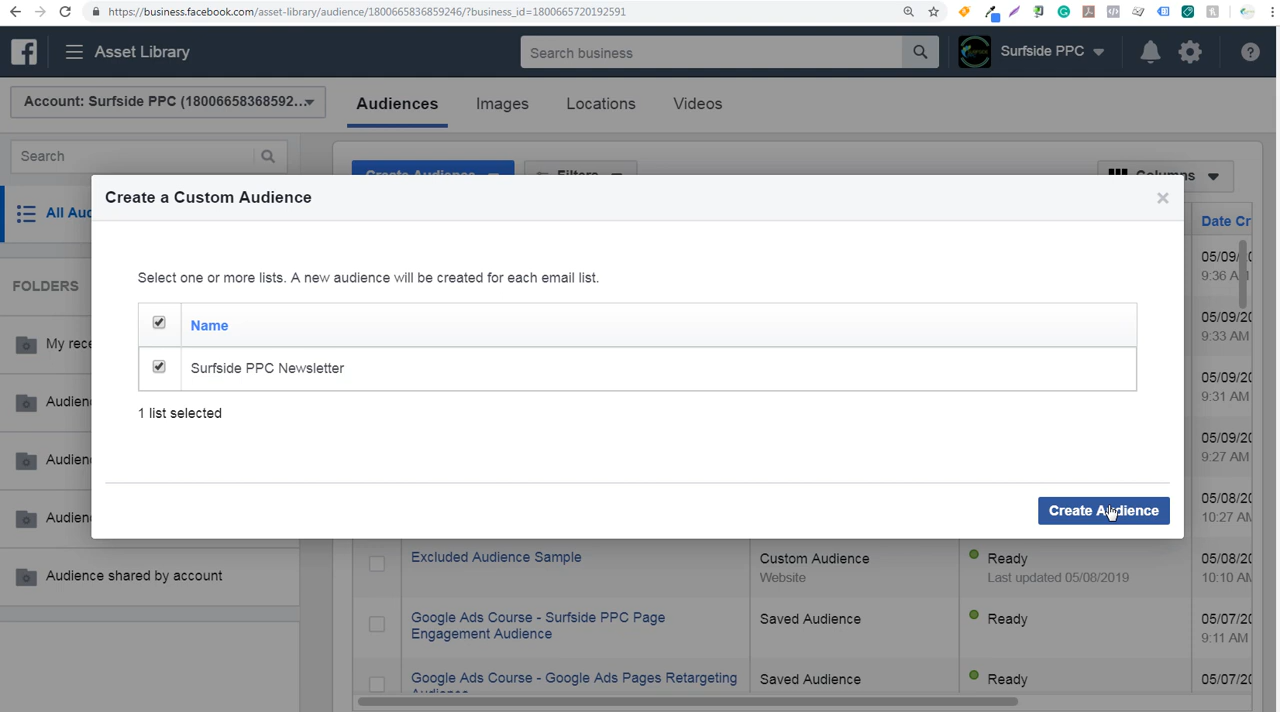 https://business.facebook.com/asset-library/audience/1800665836859246/?business_id=1800665720192591
Asset Library
Search business
Surfside PPC
Account: Surfside PPC (18006658368592...
Audiences
Images
Locations
Videos
Search
Create Audience
Filters
Columns
Create a Custom Audience
All Aud
Date Cr
Select one or more lists. A new audience will be created for each email list.
05/09/20
9:36 A
FOLDERS
Name
05/09/20
9:33 AM
My rece
Surfside PPC Newsletter
05/09/20
9:31 AM
Audien
1 list selected
05/09/20
9:27 AM
Audien
05/08/20
10:27 AM
Audien
Create Audience
Excluded Audience Sample
Custom Audience
Website
Ready
Last updated 05/08/2019
05/08/20
10:10 AM
Audience shared by account
Google Ads Course - Surfside PPC Page
Engagement Audience
Saved Audience
Ready
05/07/20
9:11 AM
Google Ads Course - Google Ads Pages Retargeting
Audience
Saved Audience
Ready
05/07/20